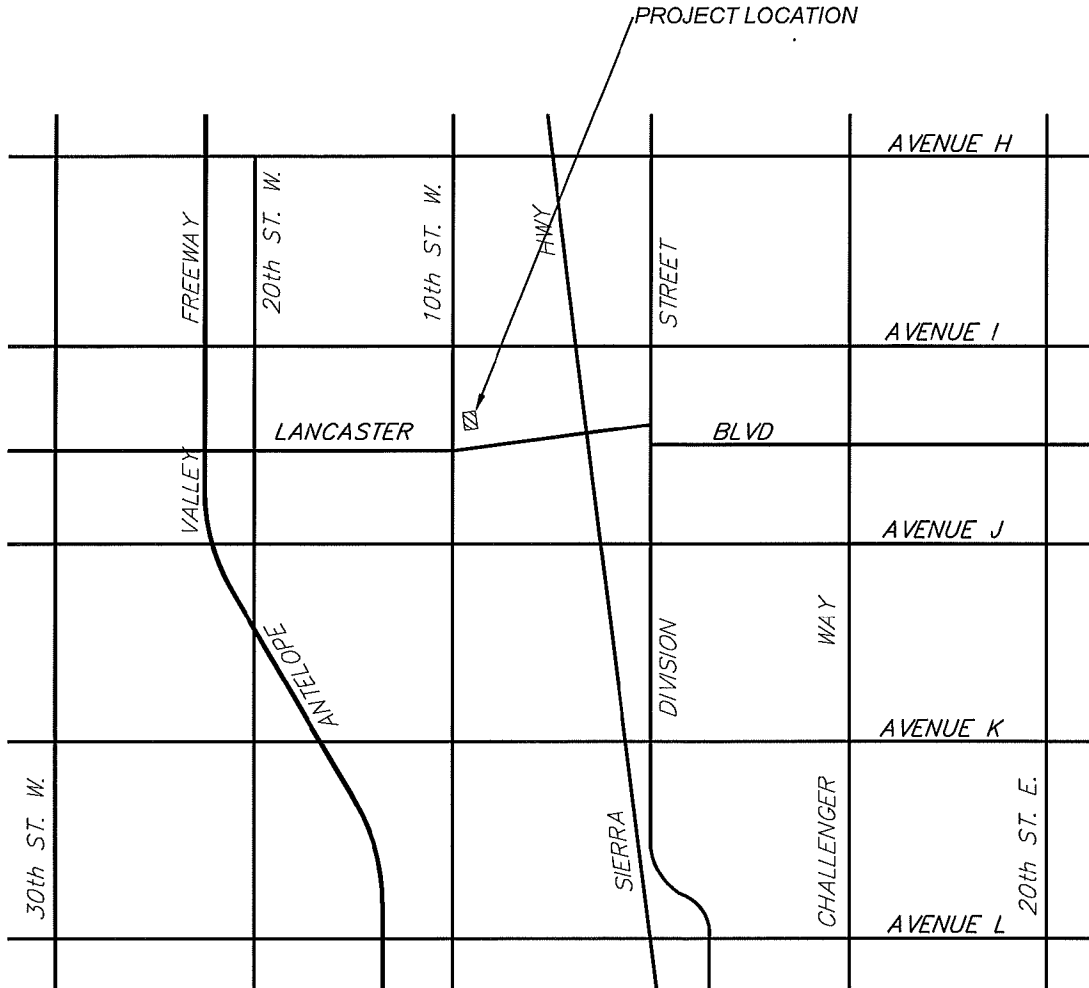 PROJECT LOCATION
AVENUE H
FREEWAY
20th ST. W.
10th ST. W.
HWY
STREET
AVENUE I
LANCASTER
BLVD
VALLEY
AVENUE J
ANTELOPE
DIVISION
WAY
AVENUE K
30th ST. W.
SIERRA
CHALLENGER
20th ST. E.
AVENUE L